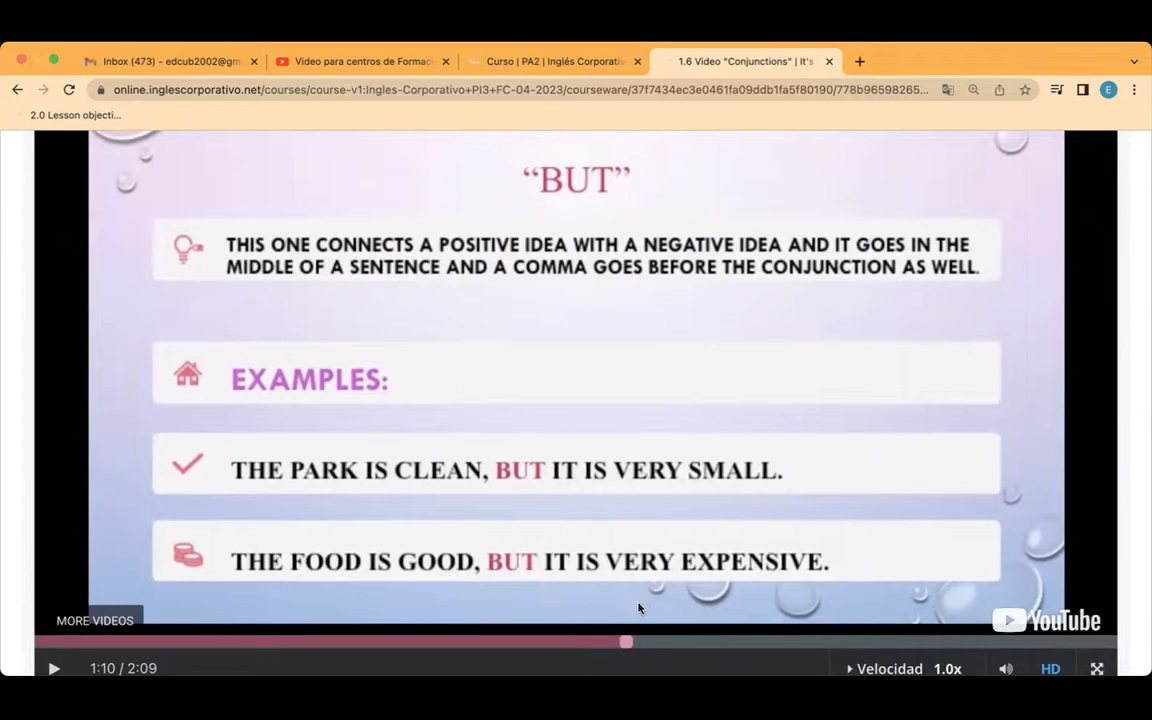 Inbox (473) - edcub2002@gm
Video para centros de Formac
Curso | PA2 | Inglés Corporativ
1.6 Video "Conjunctions" | It's
online.inglescorporativo.net/courses/course-v1:Ingles-Corporativo+PI3+FC-04-2023/courseware/37f7434ec3e0461fa09ddb1fa5f80190/778b96598265...
E
2.0 Lesson objecti...
“BUT”
THIS ONE CONNECTS A POSITIVE IDEA WITH A NEGATIVE IDEA AND IT GOES IN THE
MIDDLE OF A SENTENCE AND A COMMA GOES BEFORE THE CONJUNCTION AS WELL.
EXAMPLES:
THE PARK IS CLEAN, BUT IT IS VERY SMALL.
THE FOOD IS GOOD, BUT IT IS VERY EXPENSIVE.
MORE VIDEOS
YouTube
1:10 / 2:09
Velocidad 1.0x
HD